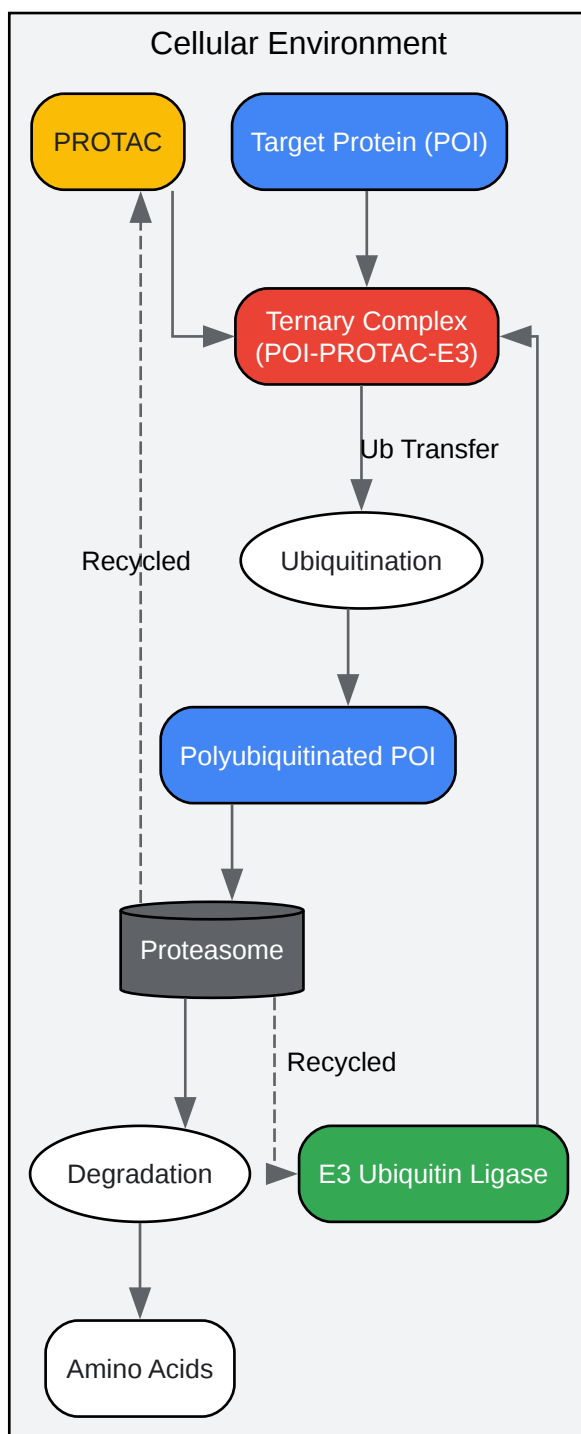 Cellular Environment
PROTAC
Target Protein (POI)
Ternary Complex
(POI-PROTAC-E3)
Ub Transfer
Ubiquitination
Recycled
Polyubiquitinated POI
Proteasome
Recycled
Degradation
E3 Ubiquitin Ligase
Amino Acids